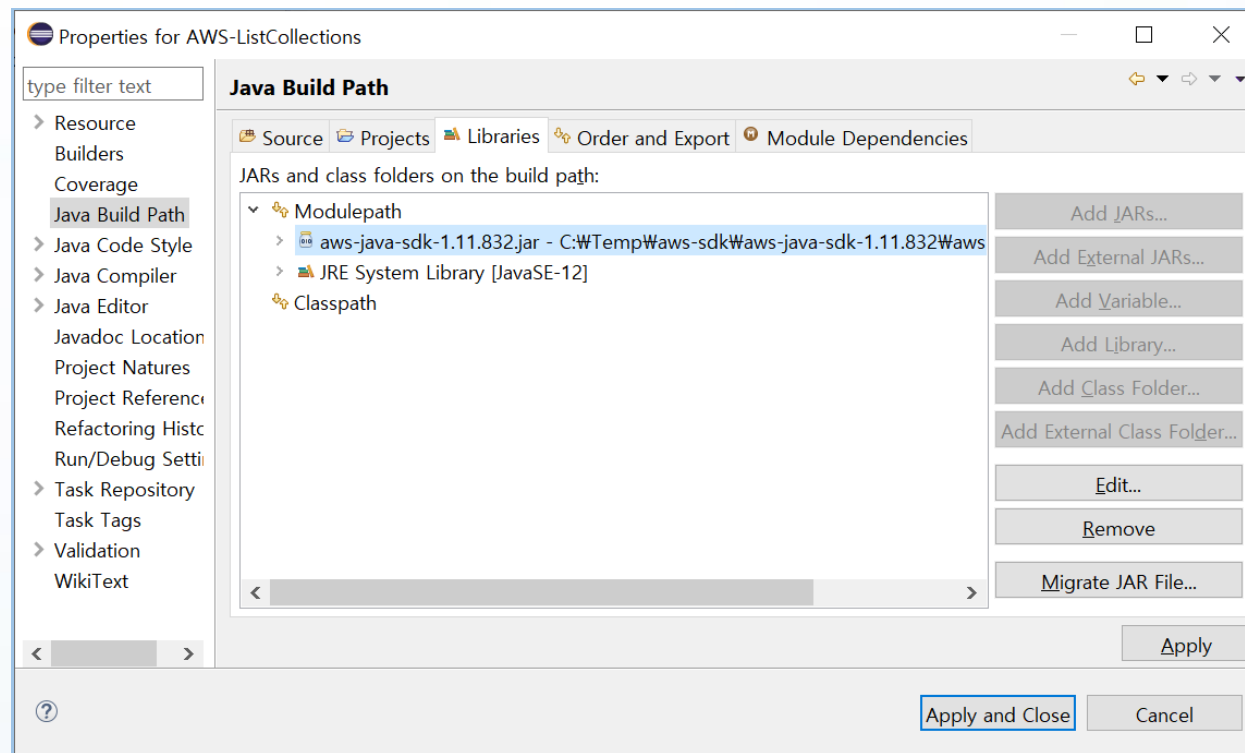 Properties for AWS-ListCollections
type filter text
Java Build Path
Resource
Builders
Coverage
Java Build Path
Java Code Style
Java Compiler
Java Editor
Javadoc Location
Project Natures
Project Referenc
Refactoring Histc
Run/Debug Setti
Task Repository
Task Tags
Validation
WikiText
Source Projects Libraries Order and Export Module Dependencies
JARs and class folders on the build path:
Modulepath
aws-java-sdk-1.11.832.jar - C:₩Temp₩aws-sdk₩aws-java-sdk-1.11.832₩aws
JRE System Library [JavaSE-12]
Classpath
Add JARs...
Add External JARs...
Add Variable...
Add Library...
Add Class Folder...
Add External Class Folder...
Edit...
Remove
Migrate JAR File...
Apply
Apply and Close Cancel